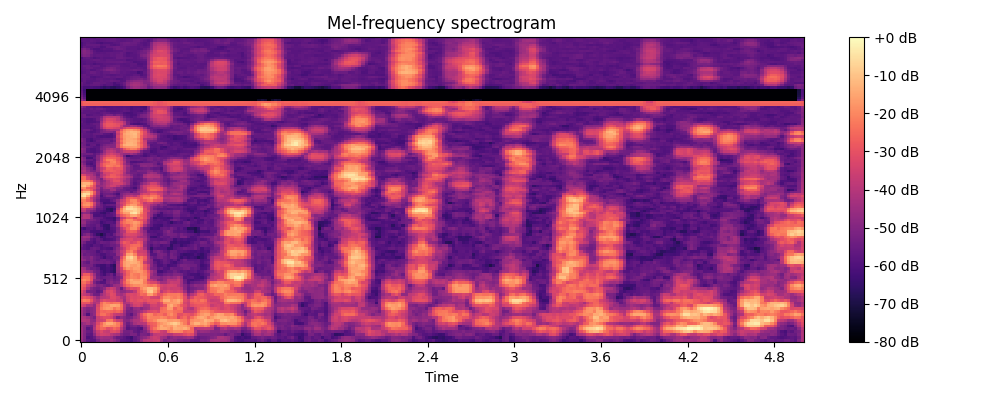 Mel-frequency spectrogram
+0 dB
-10 dB
-20 dB
-30 dB
-40 dB
-50 dB
-60 dB
-70 dB
-80 dB
Hz
4096
2048
1024
512
0
0 0.6 1.2 1.8 2.4 3 3.6 4.2 4.8
Time